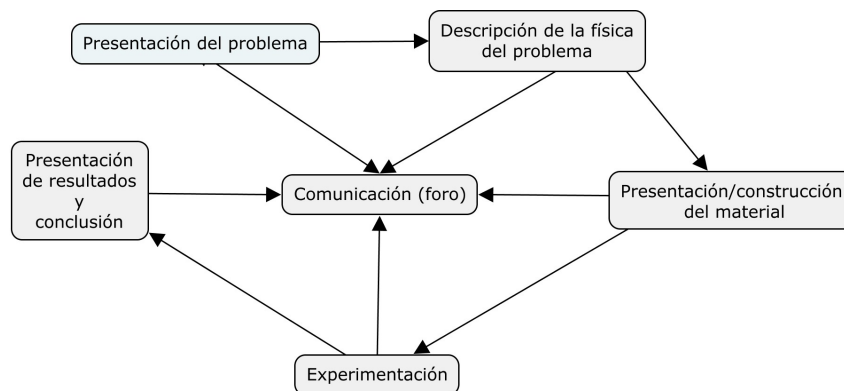 Presentación del problema
Descripción de la física
del problema
Presentación
de resultados
y
conclusión
Comunicación (foro)
Presentación/construcción
del material
Experimentación